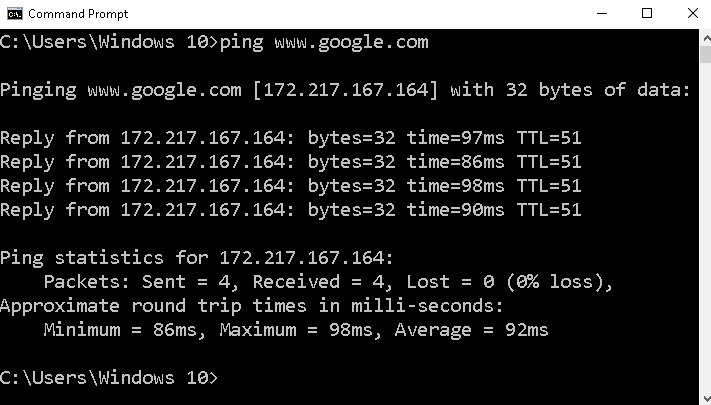 Command Prompt
C:\Users\Windows 10>ping www.google.com
Pinging www.google.com [172.217.167.164] with 32 bytes of data:
Reply from 172.217.167.164: bytes=32 time=97ms TTL=51
Reply from 172.217.167.164: bytes=32 time=86ms TTL=51
Reply from 172.217.167.164: bytes=32 time=98ms TTL=51
Reply from 172.217.167.164: bytes=32 time=90ms TTL=51
Ping statistics for 172.217.167.164:
    Packets: Sent = 4, Received = 4, Lost = 0 (0% loss),
Approximate round trip times in milli-seconds:
    Minimum = 86ms, Maximum = 98ms, Average = 92ms
C:\Users\Windows 10>